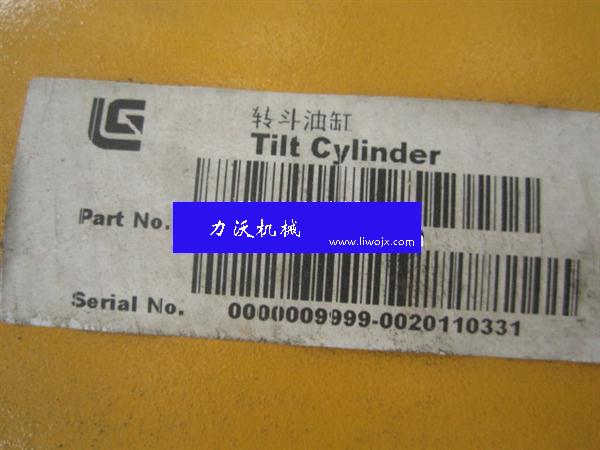 LG
转斗油缸
Tilt Cylinder
Part No.
力沃机械
www.liwojx.com
Serial No.
0000009999-0020110331